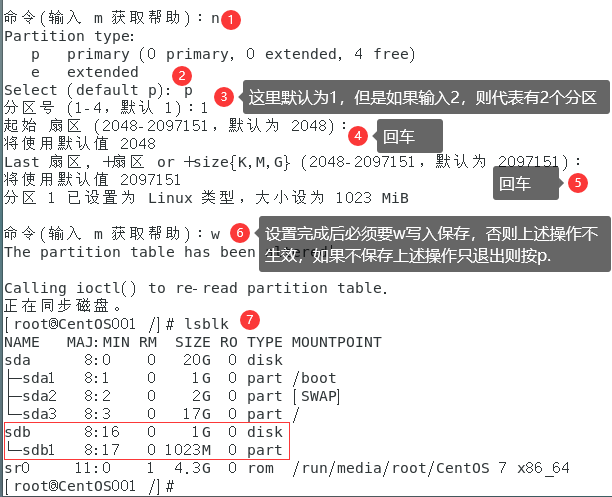 命令(输入 m 获取帮助)：n
1
Partition type:
p primary (0 primary, 0 extended, 4 free)
e extended
2
Select (default p): p
3
这里默认为1，但是如果输入2，则代表有2个分区
分区号 (1-4，默认 1)：1
起始 扇区 (2048-2097151，默认为 2048)：
4
回车
将使用默认值 2048
Last 扇区, +扇区 or +size{K,M,G} (2048-2097151，默认为 2097151)：
将使用默认值 2097151
回车
5
分区 1 已设置为 Linux 类型，大小设为 1023 MiB
命令(输入 m 获取帮助)：w
6
设置完成后必须要w写入保存，否则上述操作不
生效，如果不保存上述操作只退出则按p.
The partition table has been
Calling ioctl() to re-read partition table.
正在同步磁盘。
7
[root@CentOS001 /]# lsblk
NAME MAJ:MIN RM SIZE RO TYPE MOUNTPOINT
sda 8:0 0 20G 0 disk
├─sda1 8:1 0 1G 0 part /boot
├─sda2 8:2 0 2G 0 part [SWAP]
└─sda3 8:3 0 17G 0 part /
sdb 8:16 0 1G 0 disk
└─sdb1 8:17 0 1023M 0 part
sr0 11:0 1 4.3G 0 rom /run/media/root/CentOS 7 x86_64
[root@CentOS001 /]#